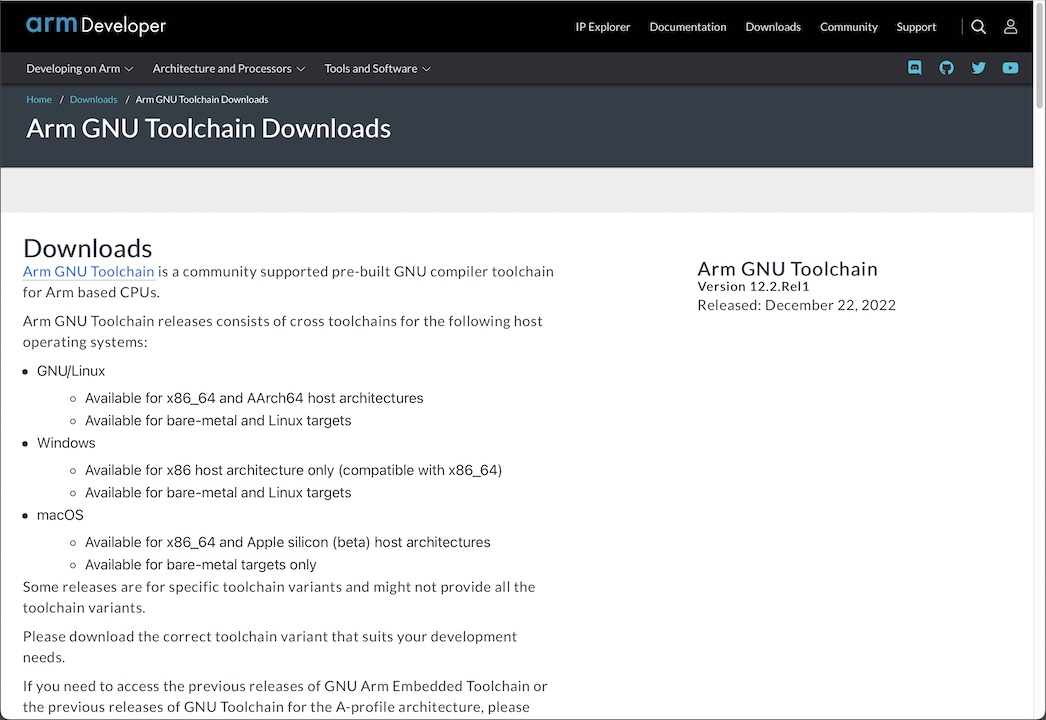 arm Developer
IP Explorer Documentation Downloads Community Support
Developing on Arm Architecture and Processors Tools and Software
Home / Downloads / Arm GNU Toolchain Downloads
Arm GNU Toolchain Downloads
Downloads
Arm GNU Toolchain is a community supported pre-built GNU compiler toolchain
for Arm based CPUs.
Arm GNU Toolchain releases consists of cross toolchains for the following host
operating systems:
GNU/Linux
Available for x86_64 and AArch64 host architectures
Available for bare-metal and Linux targets
Windows
Available for x86 host architecture only (compatible with x86_64)
Available for bare-metal and Linux targets
macOS
Available for x86_64 and Apple silicon (beta) host architectures
Available for bare-metal targets only
Some releases are for specific toolchain variants and might not provide all the
toolchain variants.
Please download the correct toolchain variant that suits your development
needs.
If you need to access the previous releases of GNU Arm Embedded Toolchain or
the previous releases of GNU Toolchain for the A-profile architecture, please
Arm GNU Toolchain
Version 12.2.Rel1
Released: December 22, 2022